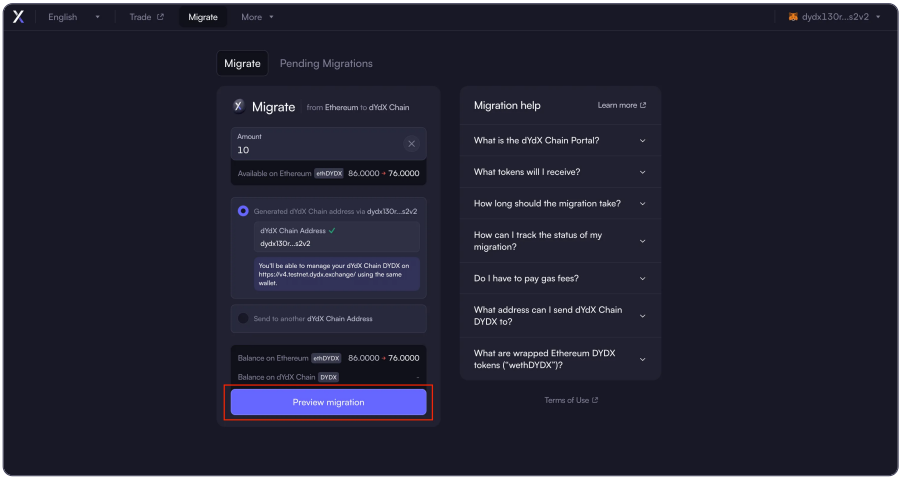 English
Trade
Migrate
More
dydx130r...s2v2
Migrate
Pending Migrations
Migrate
from Ethereum to dYdX Chain
Amount
10
Available on Ethereum ethDYDX 86.0000 → 76.0000
Generated dYdX Chain address via dydx130r...s2v2
dYdX Chain Address
dydx130r...s2v2
You'll be able to manage your dYdX Chain DYDX on
https://v4.testnet.dydx.exchange/ using the same
wallet.
Send to another dYdX Chain Address
Balance on Ethereum ethDYDX 86.0000 → 76.0000
Balance on dYdX Chain DYDX -
Preview migration
Migration help
Learn more
What is the dYdX Chain Portal?
What tokens will I receive?
How long should the migration take?
How can I track the status of my
migration?
Do I have to pay gas fees?
What address can I send dYdX Chain
DYDX to?
What are wrapped Ethereum DYDX
tokens ("wethDYDX")?
Terms of Use